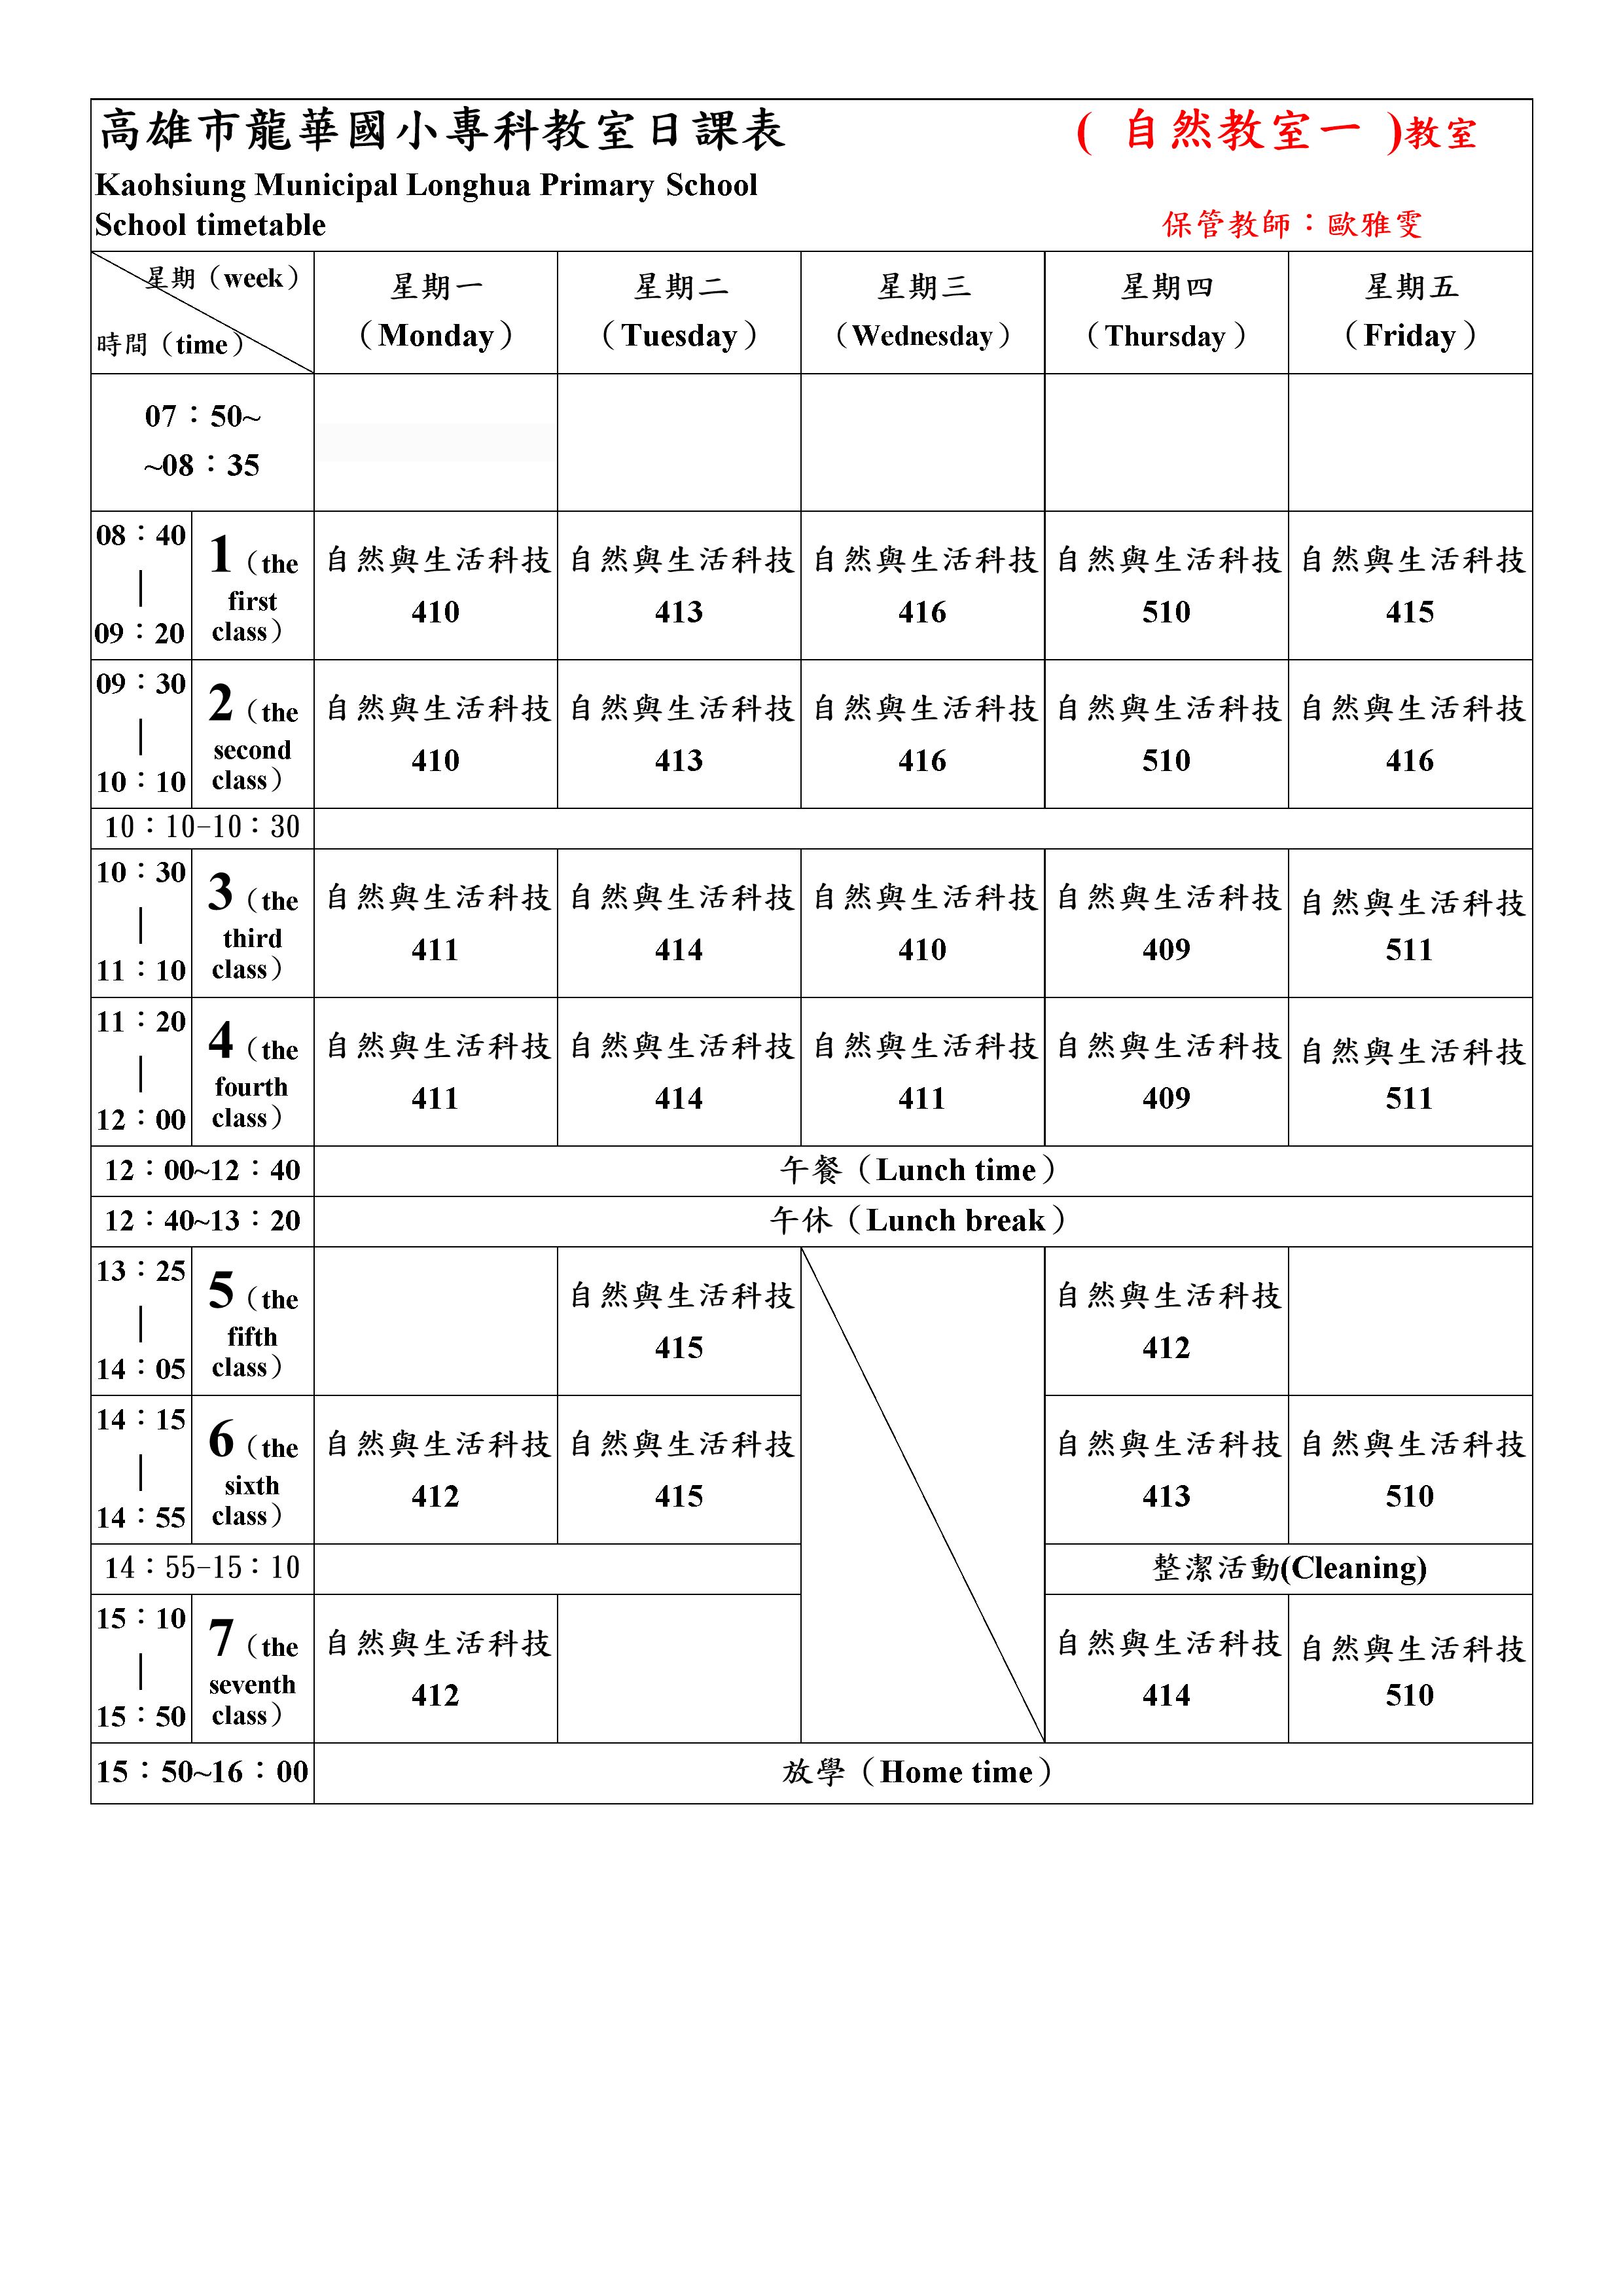 高雄市龍華國小專科教室日課表
( 自然教室一 )教室
Kaohsiung Municipal Longhua Primary School
School timetable
保管教師：歐雅雯
星期（week）
時間（time）
星期一
（Monday）
星期二
（Tuesday）
星期三
（Wednesday）
星期四
（Thursday）
星期五
（Friday）
07：50~
~08：35
08：40
|
09：20
1（the
first
class）
自然與生活科技
410
自然與生活科技
413
自然與生活科技
416
自然與生活科技
510
自然與生活科技
415
09：30
|
10：10
2（the
second
class）
自然與生活科技
410
自然與生活科技
413
自然與生活科技
416
自然與生活科技
510
自然與生活科技
416
10：10-10：30
10：30
|
11：10
3（the
third
class）
自然與生活科技
411
自然與生活科技
414
自然與生活科技
410
自然與生活科技
409
自然與生活科技
511
11：20
|
12：00
4（the
fourth
class）
自然與生活科技
411
自然與生活科技
414
自然與生活科技
411
自然與生活科技
409
自然與生活科技
511
12：00~12：40
午餐（Lunch time）
12：40~13：20
午休（Lunch break）
13：25
|
14：05
5（the
fifth
class）
自然與生活科技
415
自然與生活科技
412
14：15
|
14：55
6（the
sixth
class）
自然與生活科技
412
自然與生活科技
415
自然與生活科技
413
自然與生活科技
510
14：55-15：10
整潔活動(Cleaning)
15：10
|
15：50
7（the
seventh
class）
自然與生活科技
412
自然與生活科技
414
自然與生活科技
510
15：50~16：00
放學（Home time）